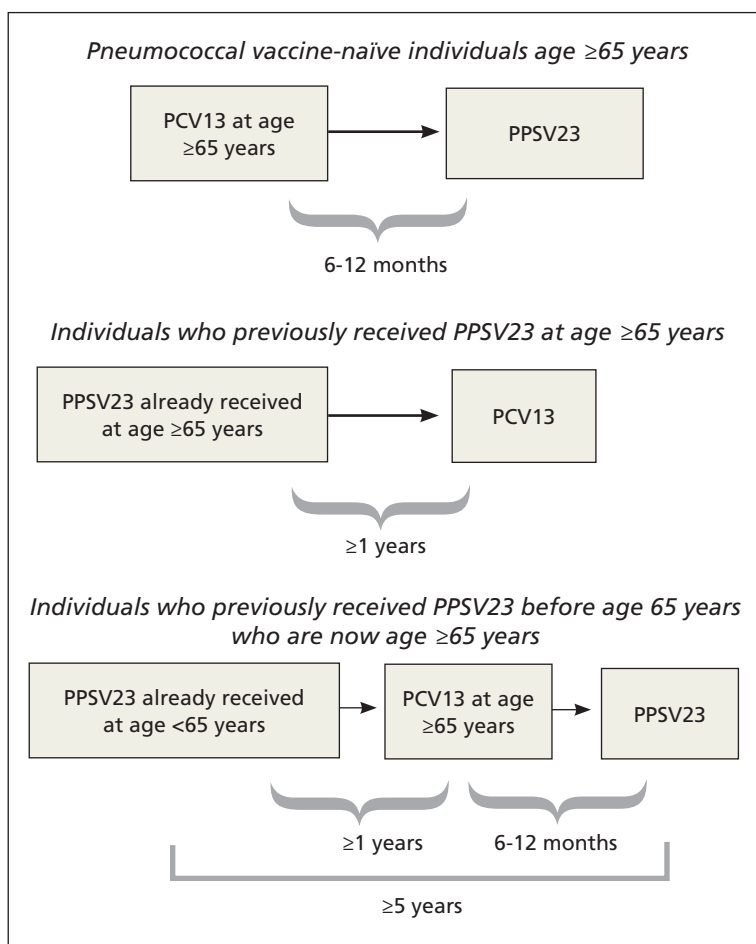 Pneumococcal vaccine-naïve individuals age ≥65 years
PCV13 at age
≥65 years
PPSV23
6-12 months
Individuals who previously received PPSV23 at age ≥65 years
PPSV23 already received
at age ≥65 years
PCV13
≥1 years
Individuals who previously received PPSV23 before age 65 years
who are now age ≥65 years
PPSV23 already received
at age <65 years
PCV13 at age
≥65 years
PPSV23
≥1 years
6-12 months
≥5 years